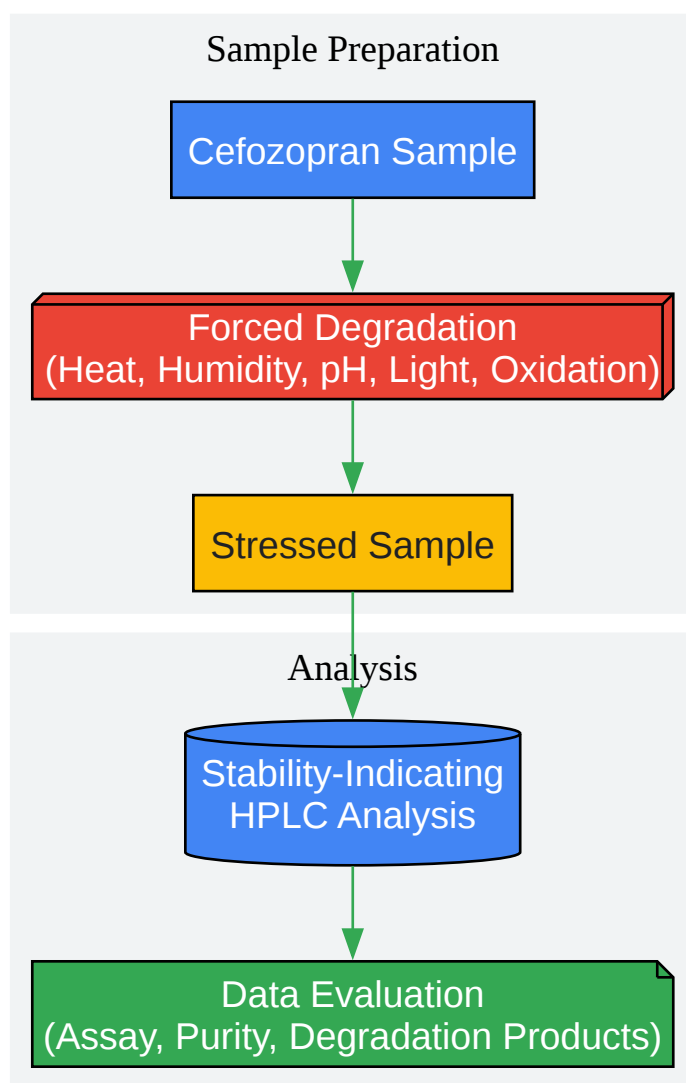 Sample Preparation
Cefozopran Sample
Forced Degradation
(Heat, Humidity, pH, Light, Oxidation)
Stressed Sample
Analysis
Stability-Indicating
HPLC Analysis
Data Evaluation
(Assay, Purity, Degradation Products)